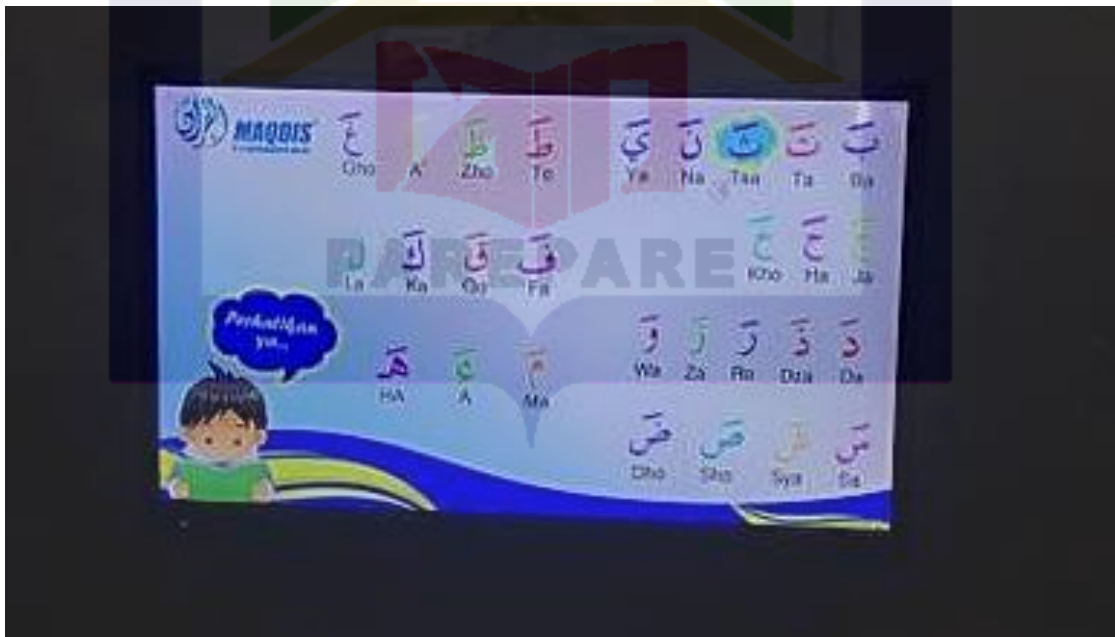 MAQDIS
بَ تَ ثَ نَ يَ
Ya Na Tsa Ta Ba
جَ حَ خَ
Kho Ha Ja
دَ ذَ رَ زَ وَ
Wa Za Ra Dza Da
سَ شَ صَ ضَ
Dho Sho Sya Sa
طَ ظَ غَ
Gho A' Zho To
فَ قَ كَ لَ
La Ka Qo Fa
مَ ءَ هَـ
HA A MA
Perhatikan
ya...
PAREPARE